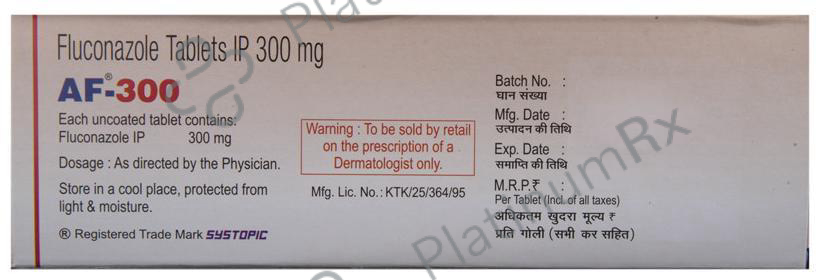 Fluconazole Tablets IP 300 mg
AF®-300
Each uncoated tablet contains:
Fluconazole IP 300 mg
Dosage : As directed by the Physician.
Store in a cool place, protected from
light & moisture.
® Registered Trade Mark SYSTOPIC
Warning : To be sold by retail
on the prescription of a
Dermatologist only.
Mfg. Lic. No.: KTK/25/364/95
Batch No. :
घान संख्या
Mfg. Date :
उत्पादन की तिथि
Exp. Date :
समाप्ति की तिथि
M.R.P.₹ :
Per Tablet (Incl. of all taxes)
अधिकतम खुदरा मूल्य ₹
प्रति गोली (सभी कर सहित)
PlatinumRx